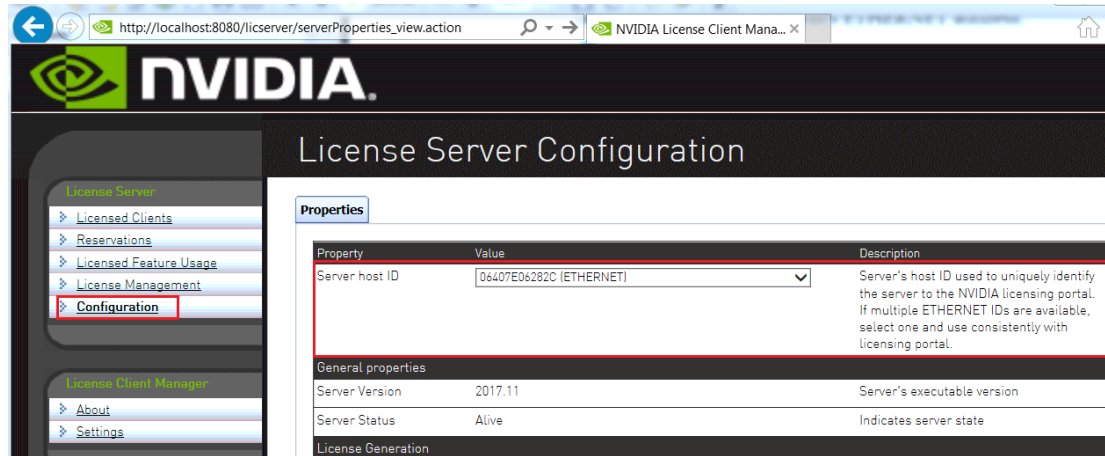 http://localhost:8080/licserver/serverProperties_view.action
NVIDIA License Client Mana...
NVIDIA.
License Server Configuration
License Server
Licensed Clients
Reservations
Licensed Feature Usage
License Management
Configuration
License Client Manager
About
Settings
Properties
Property Value Description
Server host ID 06407E06282C (ETHERNET) Server's host ID used to uniquely identify
the server to the NVIDIA licensing portal.
If multiple ETHERNET IDs are available,
select one and use consistently with
licensing portal.
General properties
Server Version 2017.11 Server's executable version
Server Status Alive Indicates server state
License Generation